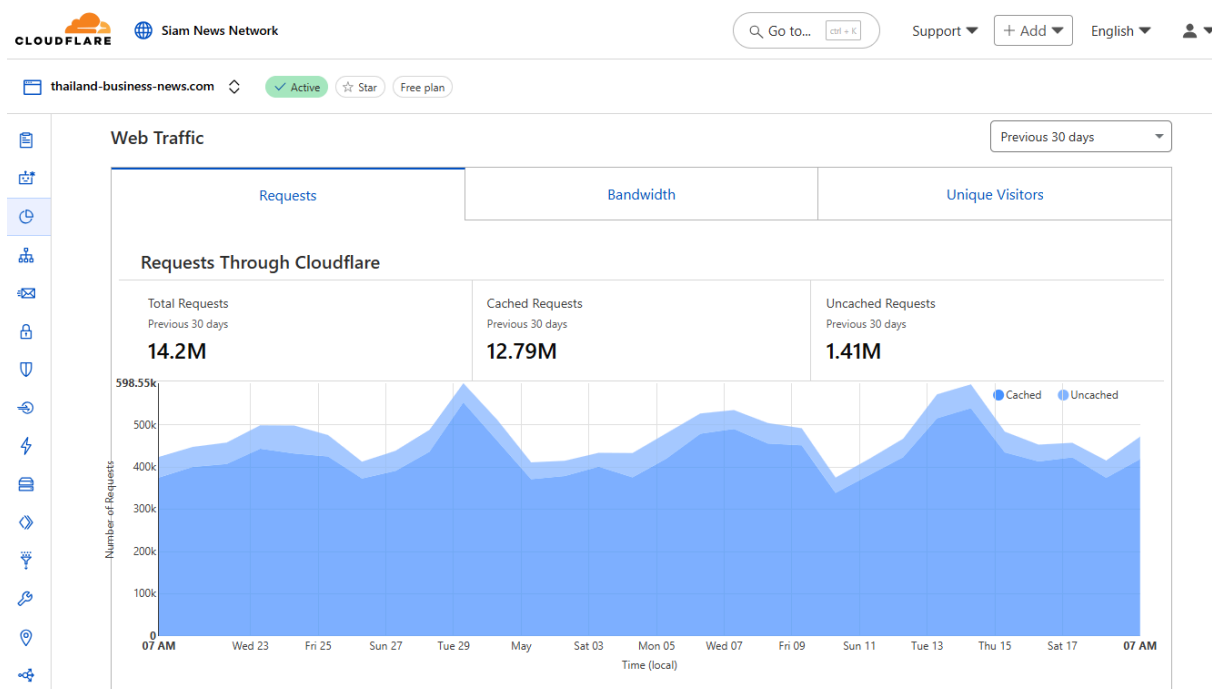 CLOUDFLARE
Siam News Network
Go to... ctrl + K
Support
+ Add
English
thailand-business-news.com
Active
Star
Free plan
Web Traffic
Previous 30 days
Requests
Bandwidth
Unique Visitors
Requests Through Cloudflare
Total Requests
Previous 30 days
14.2M
Cached Requests
Previous 30 days
12.79M
Uncached Requests
Previous 30 days
1.41M
Cached
Uncached
598.55k
500k
400k
300k
200k
100k
0
Number of Requests
07 AM
Wed 23
Fri 25
Sun 27
Tue 29
May
Sat 03
Mon 05
Wed 07
Fri 09
Sun 11
Tue 13
Thu 15
Sat 17
07 AM
Time (local)